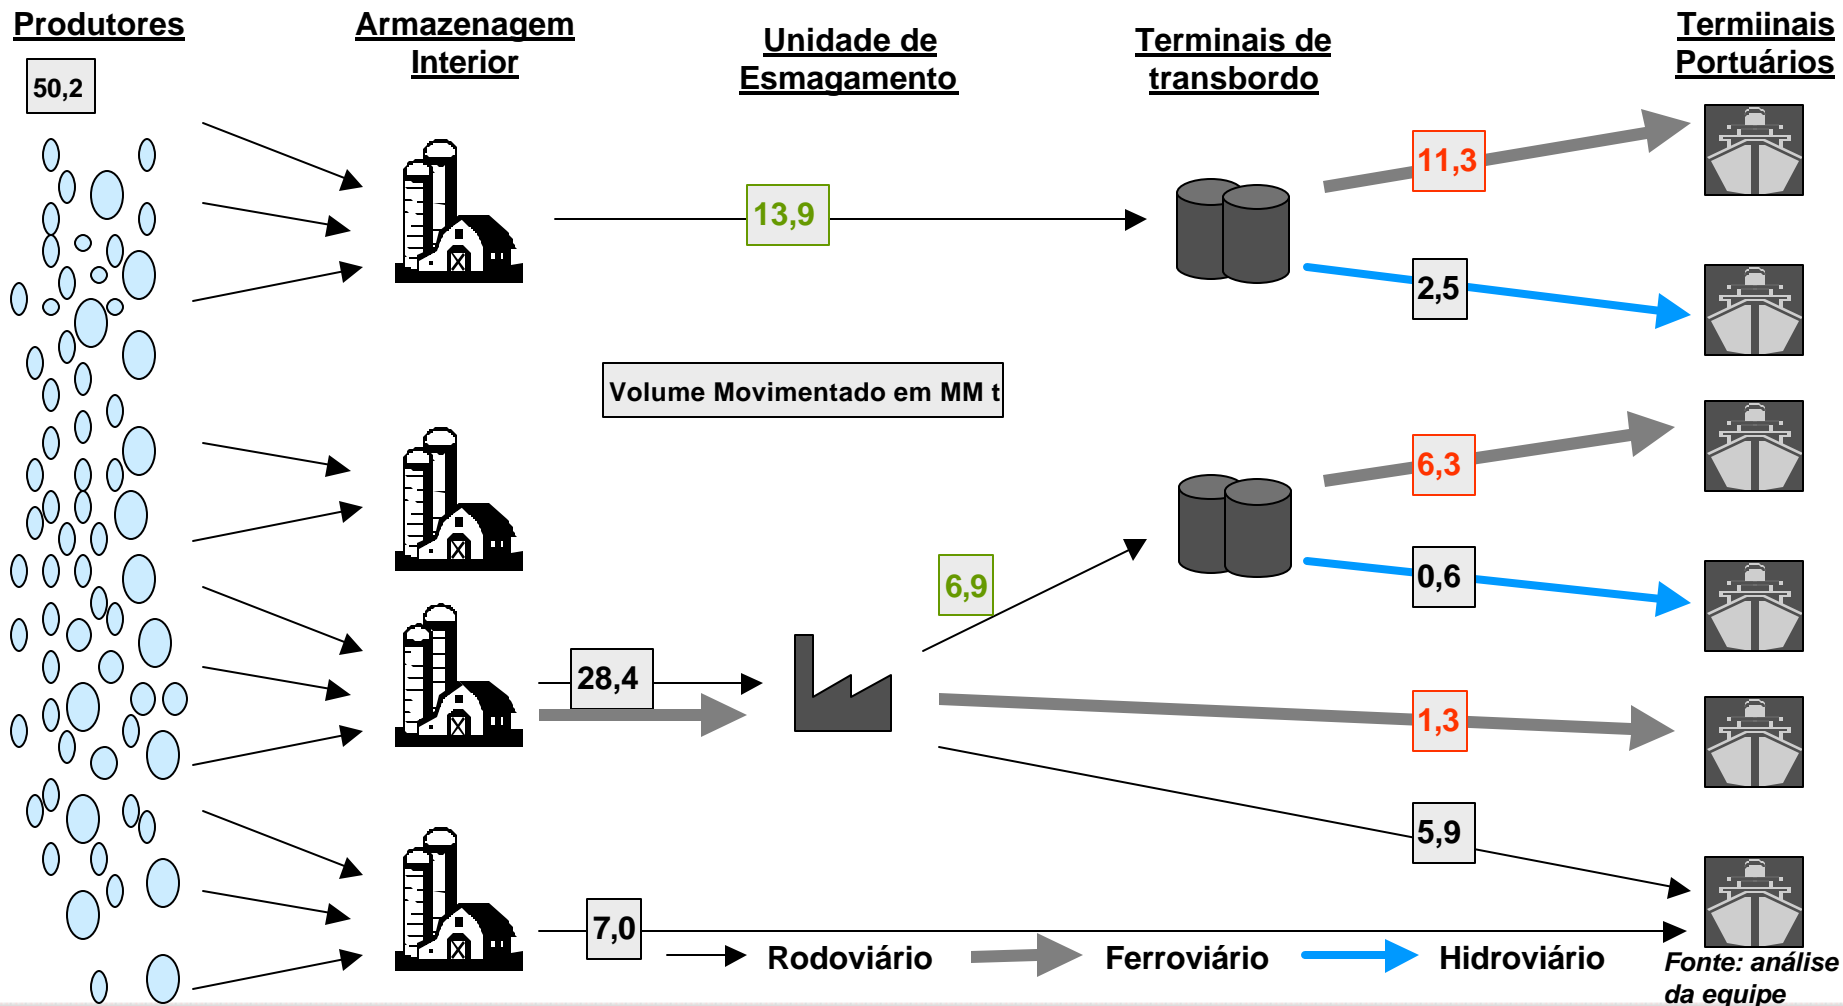 Produtores
Armazenagem
Interior
Unidade de
Esmagamento
Terminais de
transbordo
Termiinais
Portuários
50,2
11,3
13,9
2,5
Volume Movimentado em MM t
6,3
6,9
0,6
28,4
1,3
5,9
7,0
Rodoviário
Ferroviário
Hidroviário
Fonte: análise
da equipe